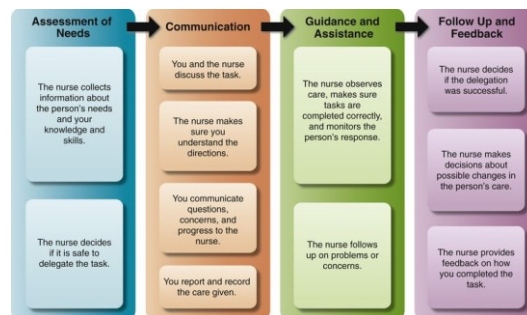 Assessment of
Needs
The nurse collects
information about
the person's needs
and your
knowledge and
skills.
The nurse decides
if it is safe to
delegate the task.
Communication
You and the nurse
discuss the task.
The nurse makes
sure you
understand the
directions.
You communicate
questions,
concerns, and
progress to the
nurse.
You report and record
the care given.
Guidance and
Assistance
The nurse observes
care, makes sure
tasks are
completed correctly,
and monitors the
person's response.
The nurse follows
up on problems or
concerns.
Follow Up and
Feedback
The nurse decides
if the delegation
was successful.
The nurse makes
decisions about
possible changes in
the person's care.
The nurse provides
feedback on how
you completed the
task.